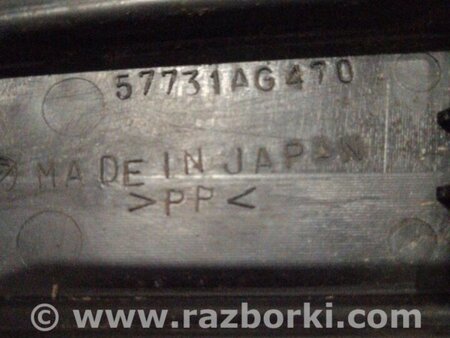 57731AG470
MADE IN JAPAN
>PP<
© www.razborki.com